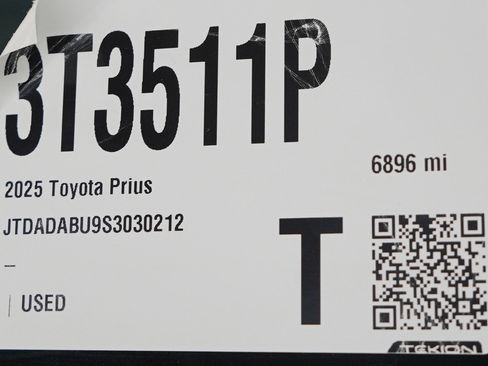 3T3511P
6896 mi
2025 Toyota Prius
JTDADABU9S3030212
T
USED
TEKION